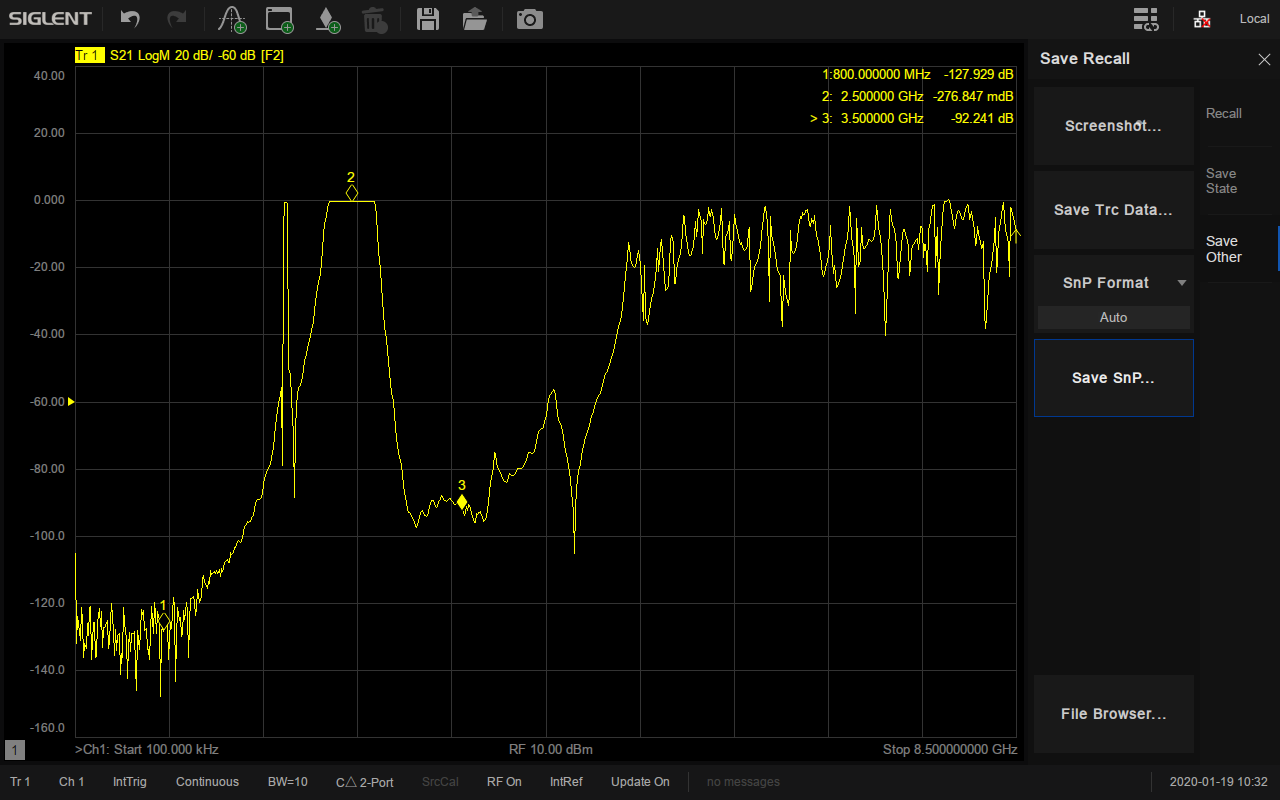 SIGLENT
Local
Tr 1 S21 LogM 20 dB/ -60 dB [F2]
Save Recall
40.00
1:800.000000 MHz -127.929 dB
2: 2.500000 GHz -276.847 mdB
> 3: 3.500000 GHz -92.241 dB
20.00
0.000
-20.00
-40.00
-60.00
-80.00
-100.0
-120.0
-140.0
-160.0
2
3
1
Screenshot...
Save Trc Data...
SnP Format
Auto
Save SnP...
File Browser...
Recall
Save
State
Save
Other
1
>Ch1: Start 100.000 kHz
RF 10.00 dBm
Stop 8.500000000 GHz
Tr 1
Ch 1
IntTrig
Continuous
BW=10
C△ 2-Port
SrcCal
RF On
IntRef
Update On
no messages
2020-01-19 10:32